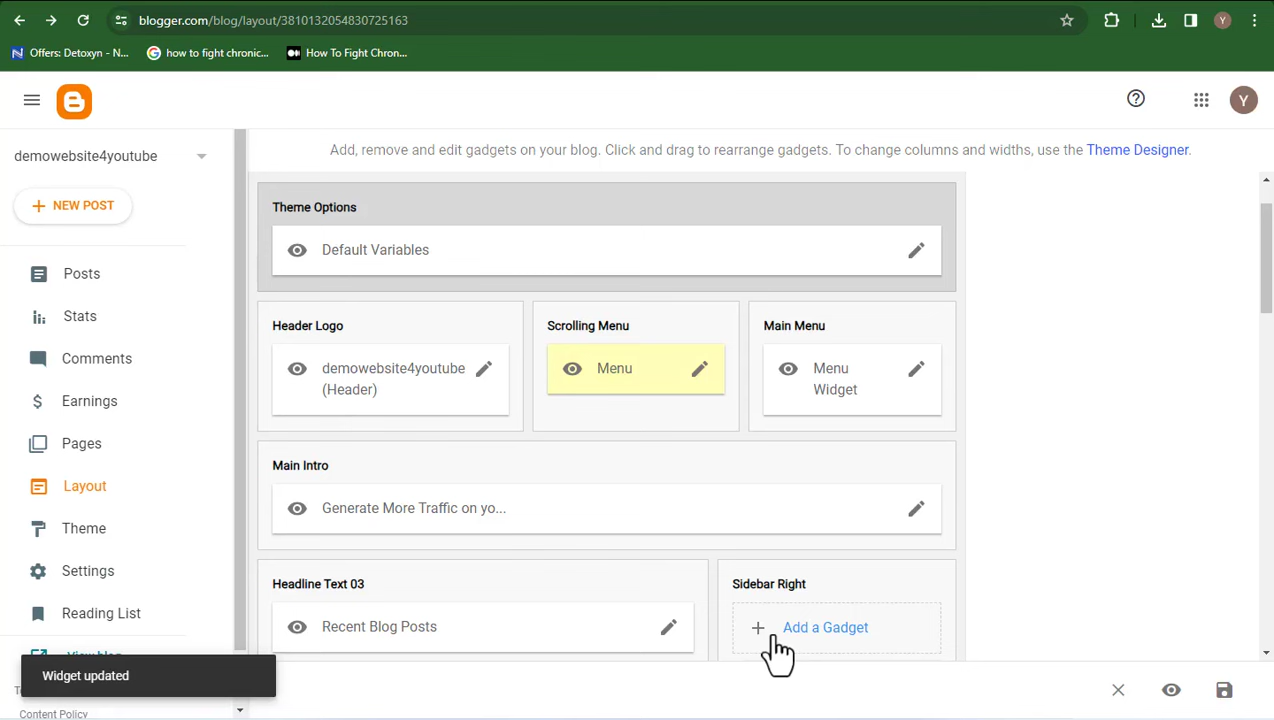 blogger.com/blog/layout/3810132054830725163
Y
Offers: Detoxyn - N...
how to fight chronic...
How To Fight Chron...
Y
demowebsite4youtube
Add, remove and edit gadgets on your blog. Click and drag to rearrange gadgets. To change columns and widths, use the Theme Designer.
NEW POST
Theme Options
Default Variables
Posts
Stats
Comments
Earnings
Pages
Layout
Theme
Settings
Reading List
Header Logo
demowebsite4youtube
(Header)
Scrolling Menu
Menu
Main Menu
Menu
Widget
Main Intro
Generate More Traffic on yo...
Headline Text 03
Recent Blog Posts
Sidebar Right
Add a Gadget
View blog
Widget updated
Content Policy